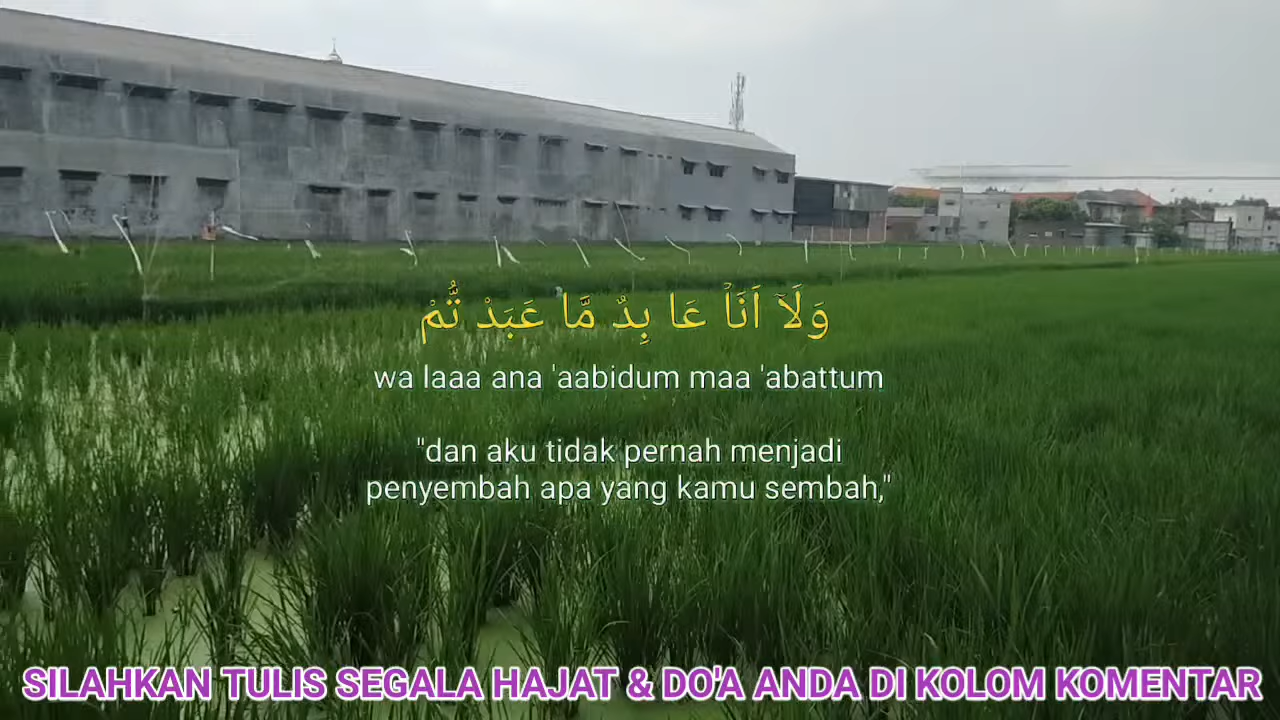 وَلَاۤ اَنَاۡ عَا بِدٌ مَّا عَبَدْ تُّمْ
wa laaa ana 'aabidum maa 'abattum
"dan aku tidak pernah menjadi
penyembah apa yang kamu sembah,"
SILAHKAN TULIS SEGALA HAJAT & DO'A ANDA DI KOLOM KOMENTAR